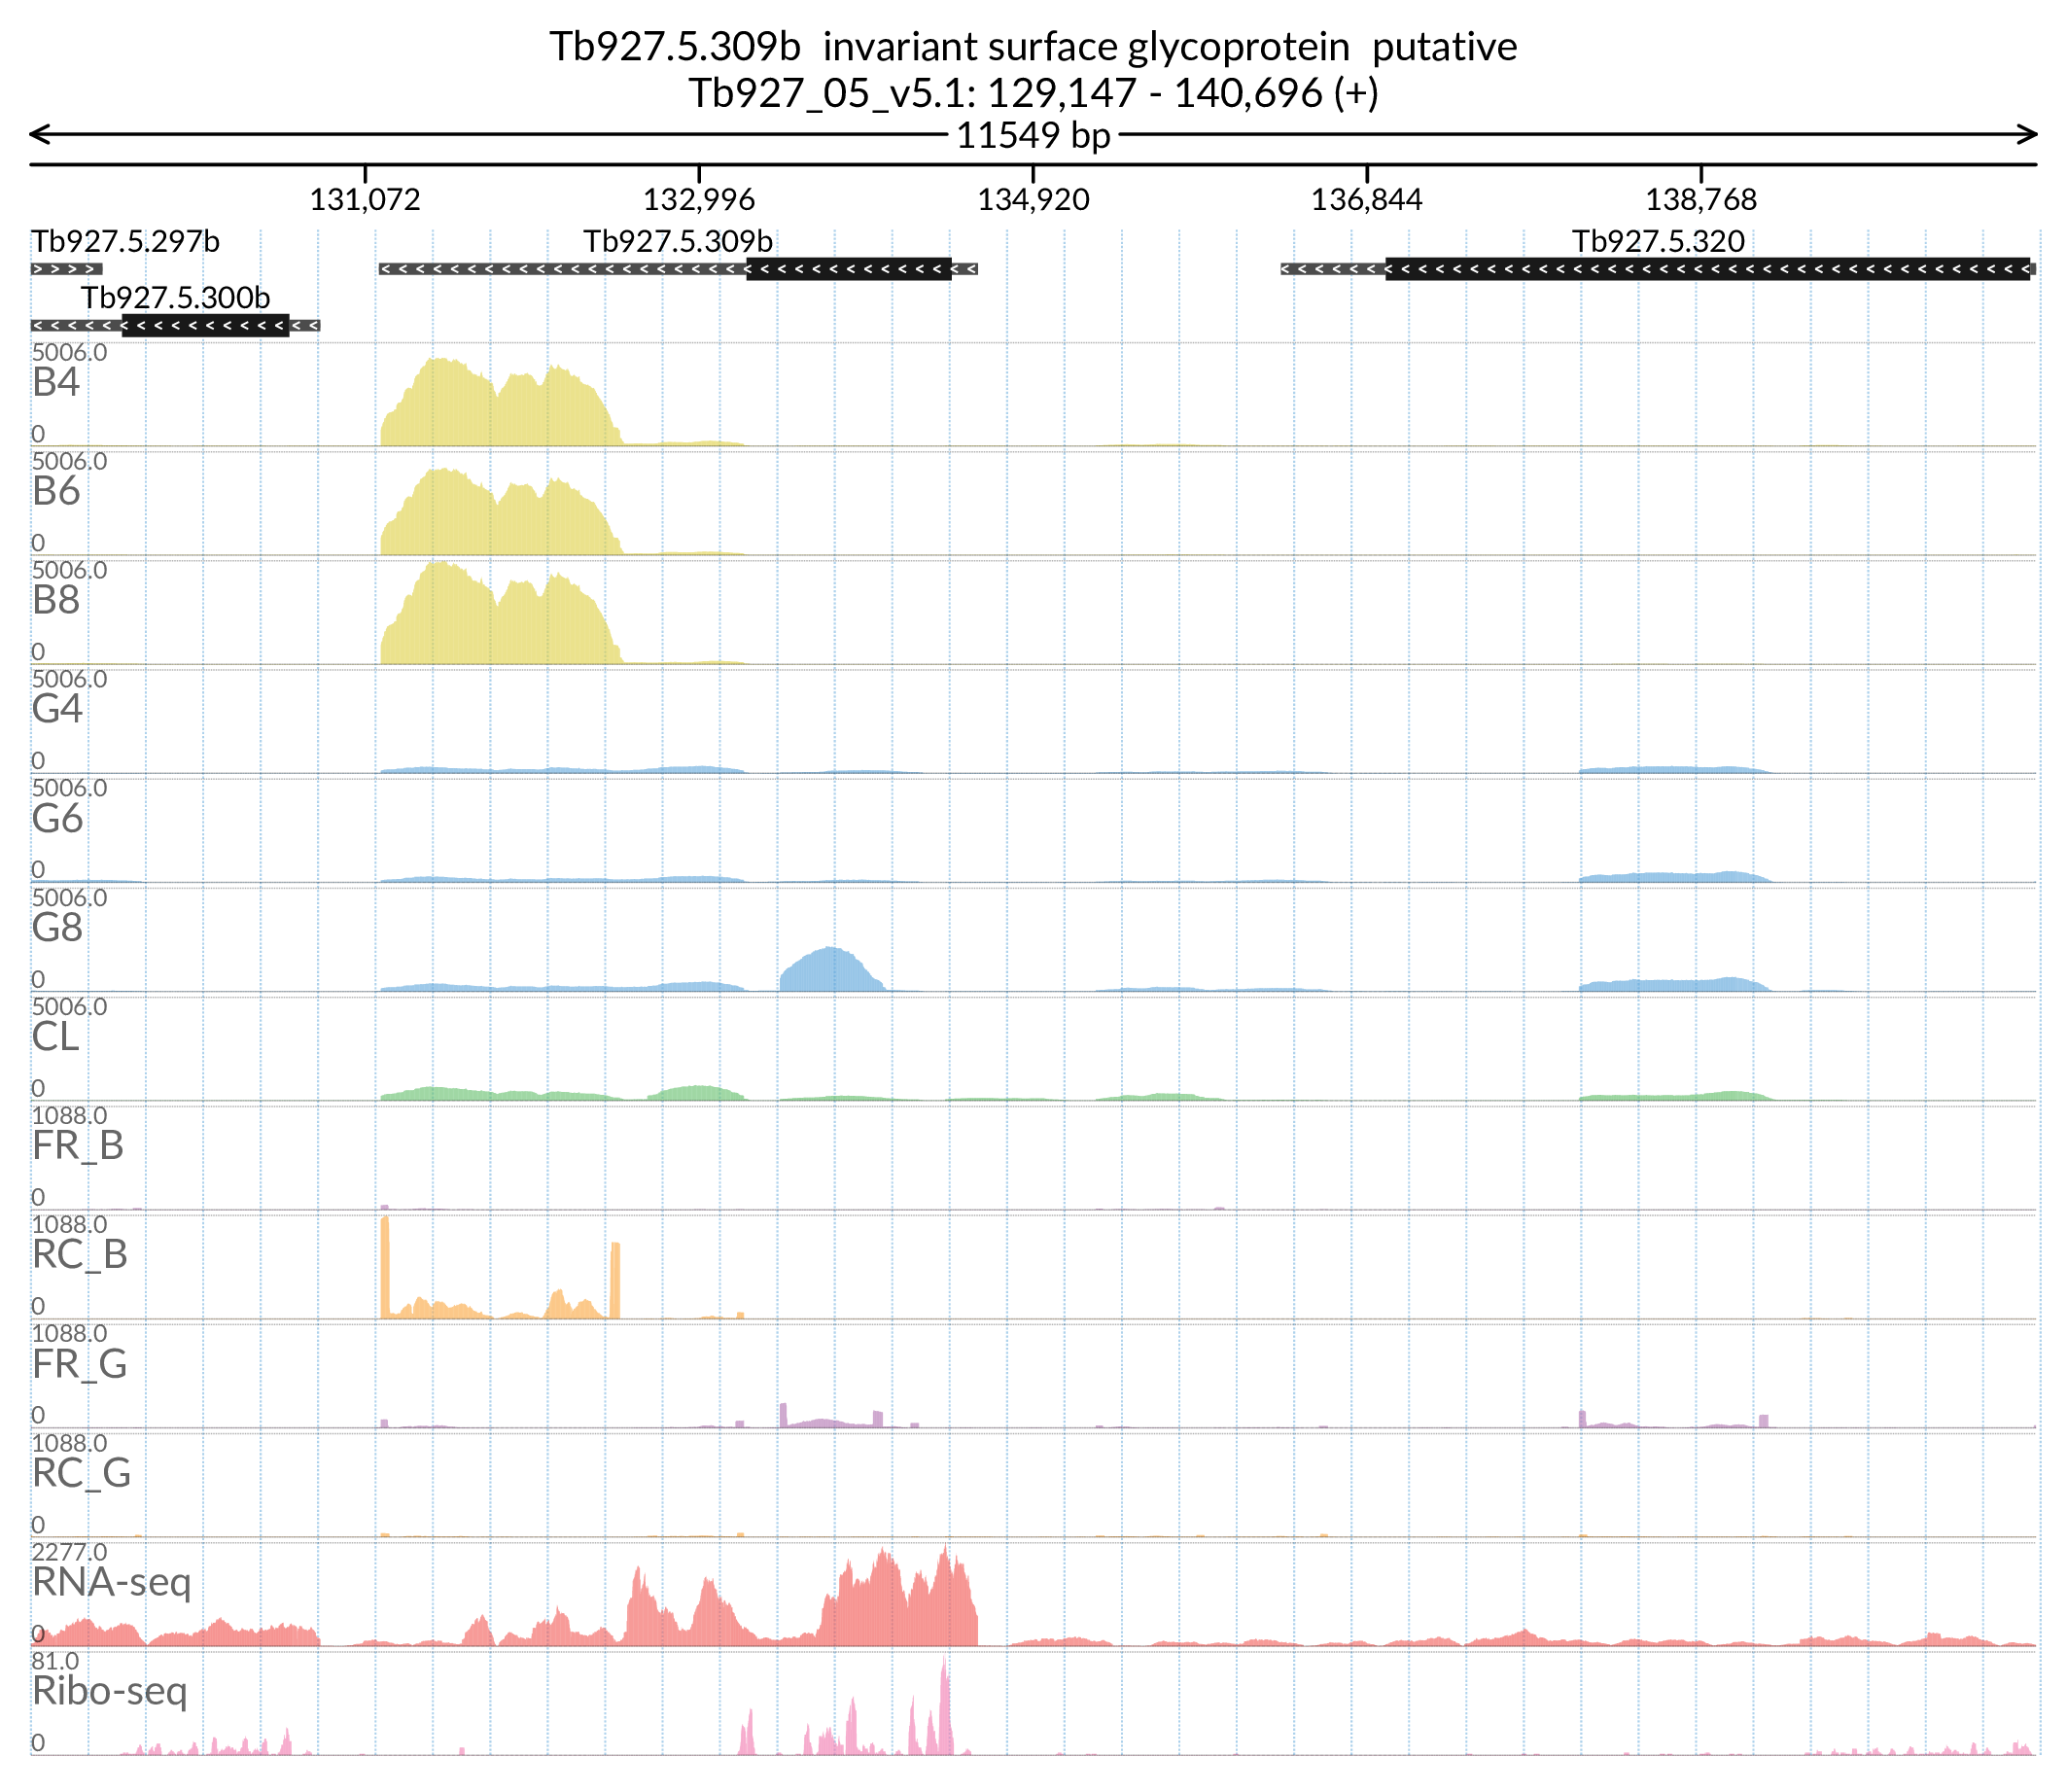 Tb927.5.309b invariant surface glycoprotein putative
Tb927_05_v5.1: 129,147 - 140,696 (+)
11549 bp
131,072 132,996 134,920 136,844 138,768
Tb927.5.297b Tb927.5.309b Tb927.5.320
Tb927.5.300b
5006.0
B4
0
5006.0
B6
0
5006.0
B8
0
5006.0
G4
0
5006.0
G6
0
5006.0
G8
0
5006.0
CL
0
1088.0
FR_B
0
1088.0
RC_B
0
1088.0
FR_G
0
1088.0
RC_G
0
2277.0
RNA-seq
0
81.0
Ribo-seq
0